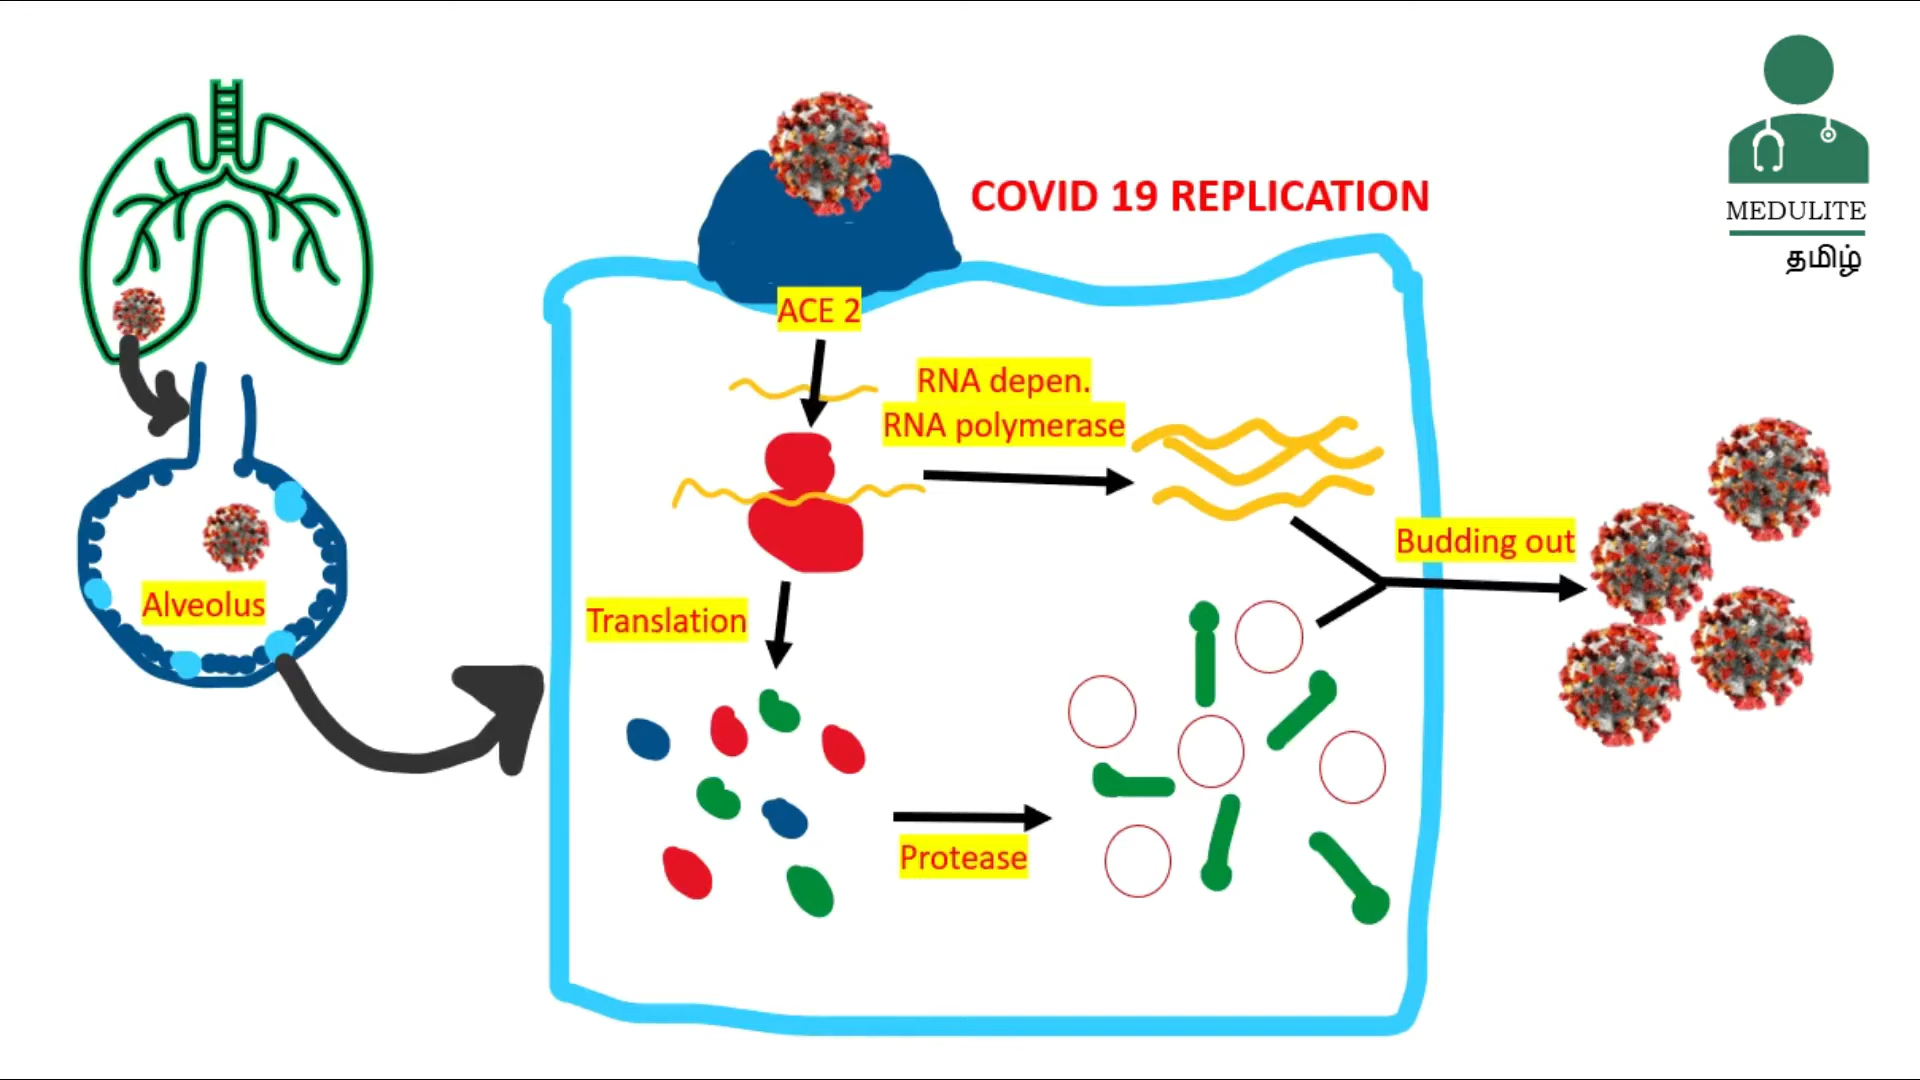 COVID 19 REPLICATION
MEDULITE
தமிழ்
ACE 2
RNA depen.
RNA polymerase
Budding out
Alveolus
Translation
Protease